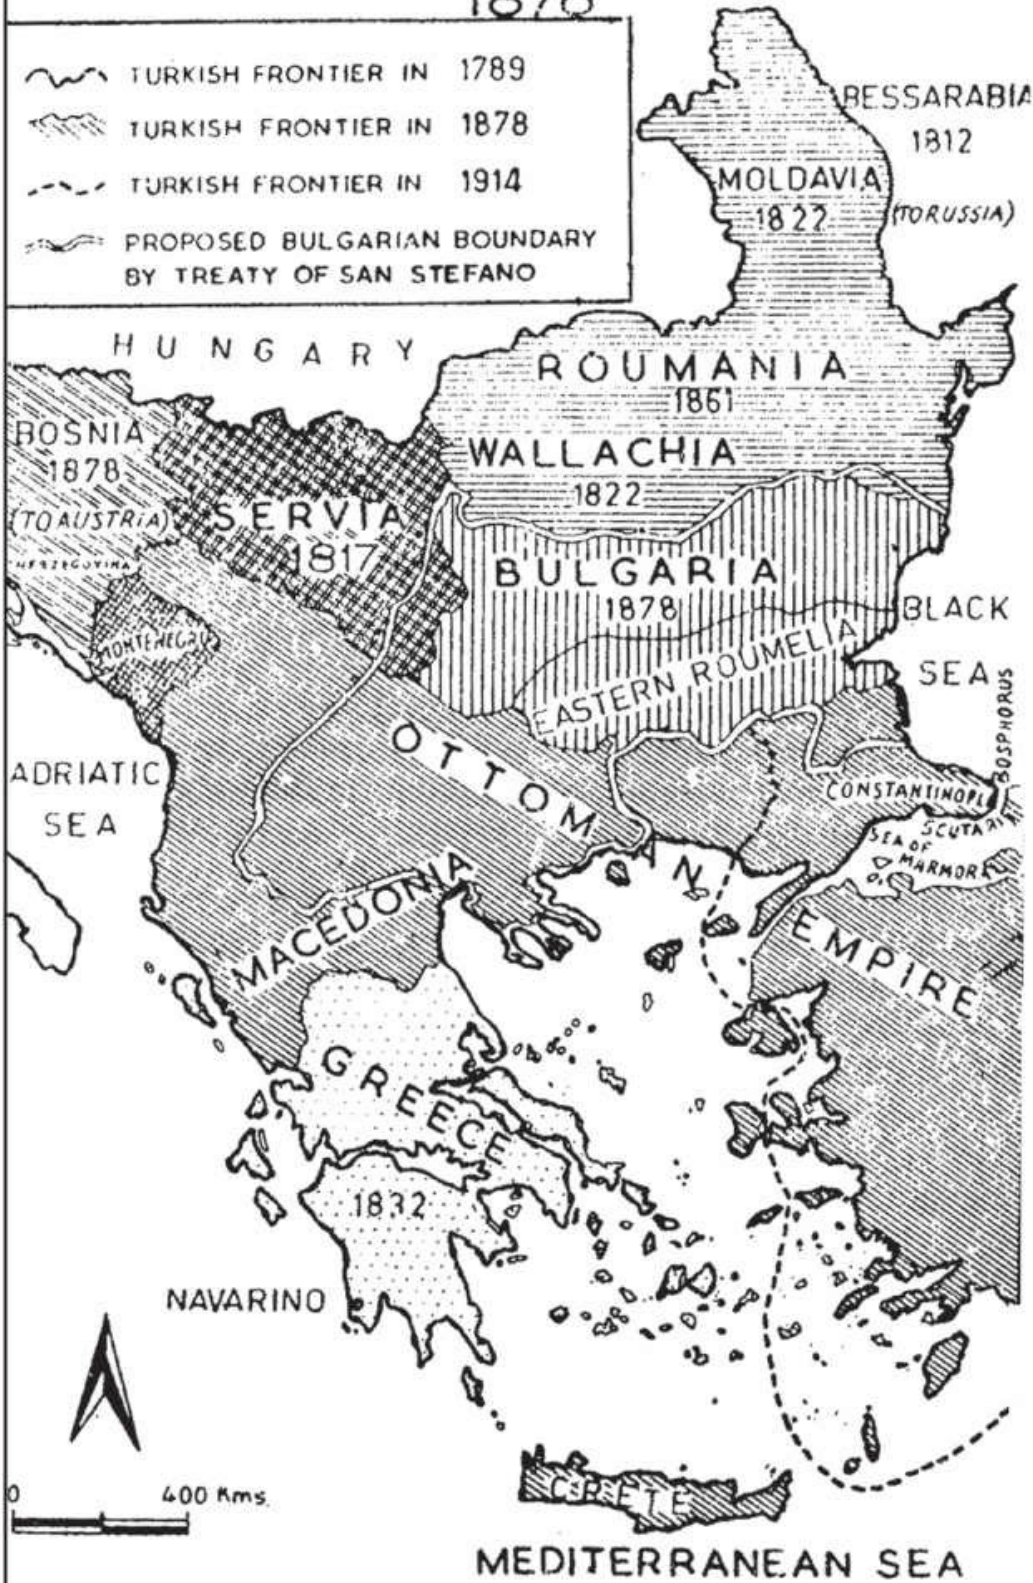 1878
TURKISH FRONTIER IN 1789
TURKISH FRONTIER IN 1878
TURKISH FRONTIER IN 1914
PROPOSED BULGARIAN BOUNDARY
BY TREATY OF SAN STEFANO
BESSARABIA
1812
(TO RUSSIA)
MOLDAVIA
1822
HUNGARY
ROUMANIA
1861
WALLACHIA
1822
BOSNIA
1878
(TO AUSTRIA)
HERZEGOVINA
SERVIA
1817
MONTENEGRO
BULGARIA
1878
EASTERN ROUMELIA
BLACK
SEA
BOSPHORUS
ADRIATIC
SEA
OTTOMAN
EMPIRE
CONSTANTINOPLE
SCUTARI
SEA OF
MARMORA
MACEDONIA
GREECE
1832
NAVARINO
0 400 Kms.
CRETE
MEDITERRANEAN SEA